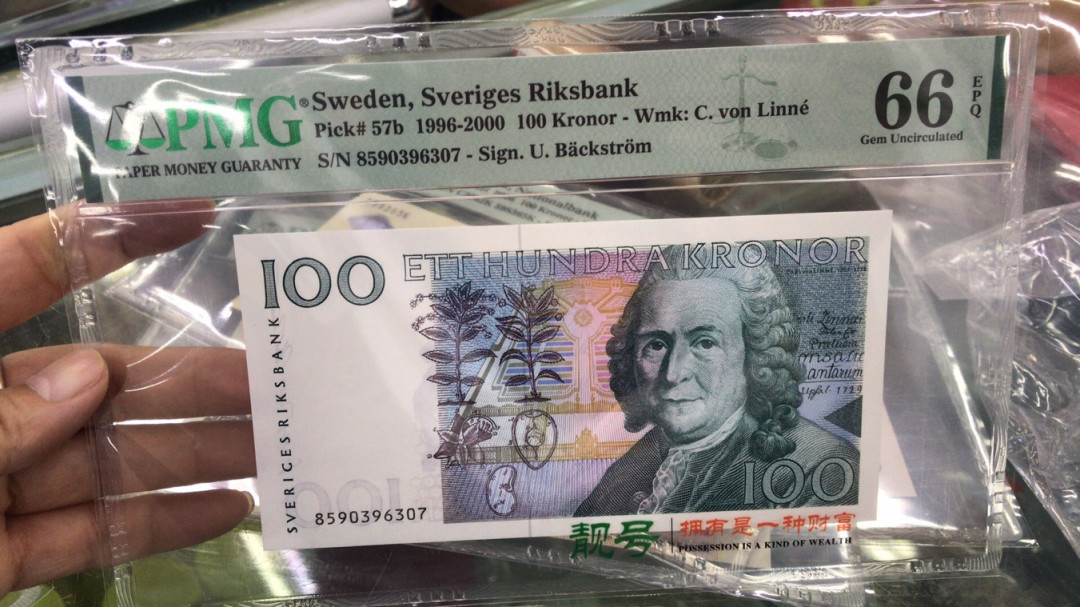 PMG®
PAPER MONEY GUARANTY
Sweden, Sveriges Riksbank
Pick# 57b 1996-2000 100 Kronor - Wmk: C. von Linné
S/N 8590396307 - Sign. U. Bäckström
66
EPQ
Gem Uncirculated
100
ETT HUNDRA KRONOR
SVERIGES RIKSBANK
8590396307
100
靓号
拥有是一种财富
POSSESSION IS A KIND OF WEALTH